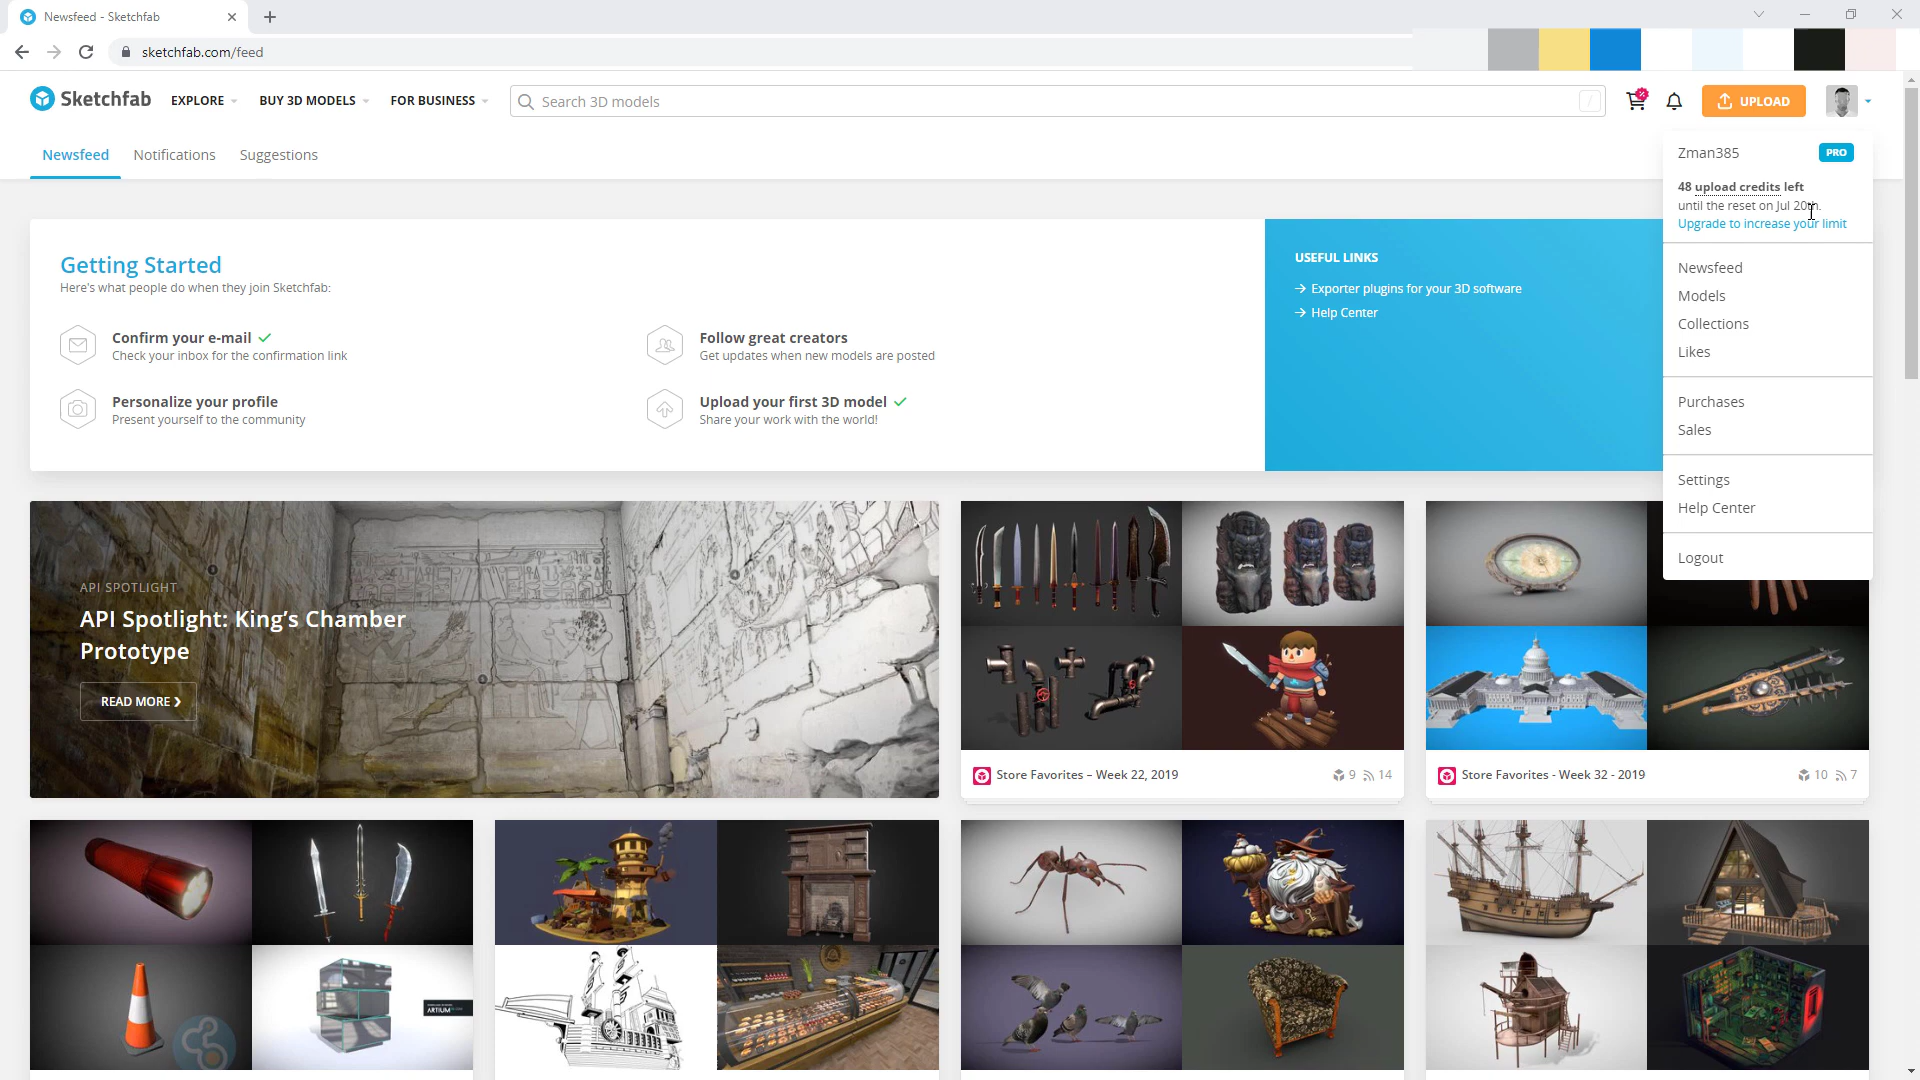 Newsfeed - Sketchfab
sketchfab.com/feed
Sketchfab
EXPLORE
BUY 3D MODELS
FOR BUSINESS
Search 3D models
/
UPLOAD
Newsfeed
Notifications
Suggestions
Zman385
PRO
48 upload credits left
until the reset on Jul 20th.
Upgrade to increase your limit
Newsfeed
Models
Collections
Likes
Purchases
Sales
Settings
Help Center
Logout
Getting Started
Here's what people do when they join Sketchfab:
Confirm your e-mail
Check your inbox for the confirmation link
Follow great creators
Get updates when new models are posted
Personalize your profile
Present yourself to the community
Upload your first 3D model
Share your work with the world!
USEFUL LINKS
Exporter plugins for your 3D software
Help Center
API SPOTLIGHT
API Spotlight: King's Chamber
Prototype
READ MORE ❯
Store Favorites – Week 22, 2019
9
14
Store Favorites - Week 32 - 2019
10
7
ARTIUM